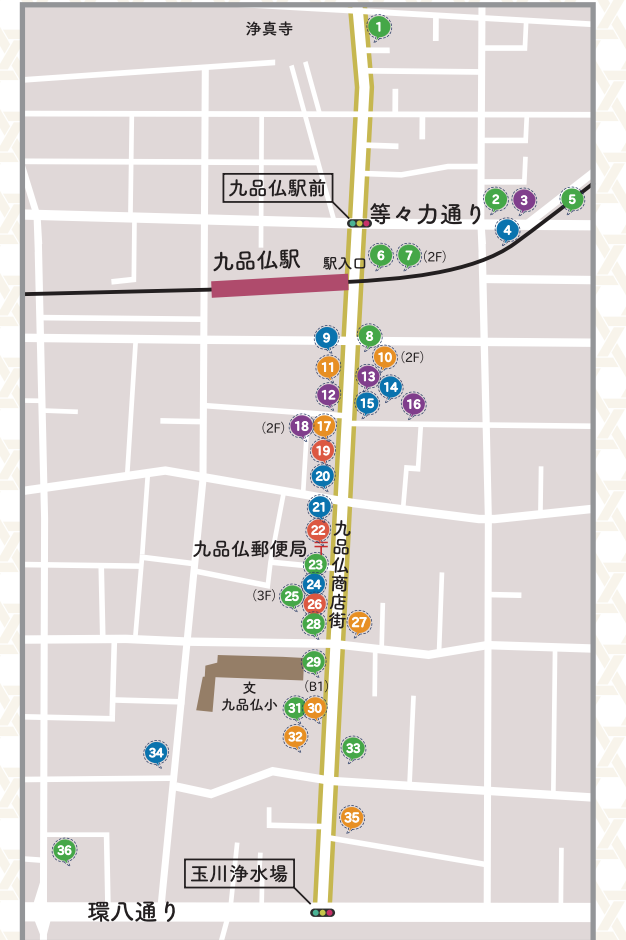 浄真寺
1
九品仏駅前
2
3
5
等々力通り
4
九品仏駅
駅入口
6
7
(2F)
9
8
11
10
(2F)
13
14
12
15
16
(2F)
18
17
19
20
21
22
九品仏郵便局
〒
23
24
(3F)
25
26
28
27
九品仏商店街
29
(B1)
文
九品仏小
31
30
32
34
33
35
36
玉川浄水場
環八通り